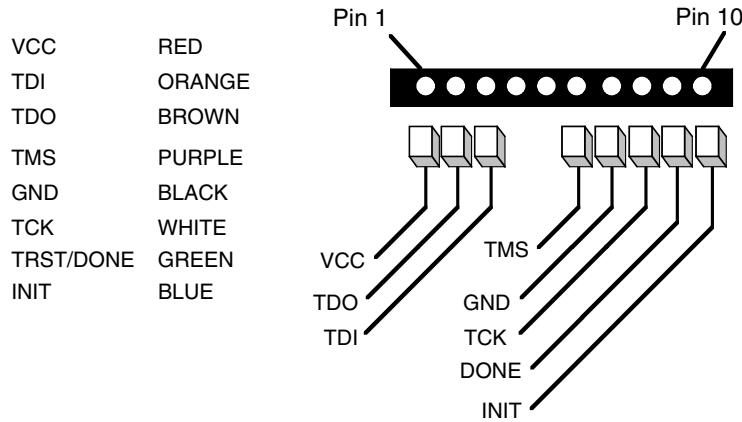 Pin 1
Pin 10
VCC RED
TDI ORANGE
TDO BROWN
TMS PURPLE
GND BLACK
TCK WHITE
TRST/DONE GREEN
INIT BLUE
VCC
TDO
TDI
TMS
GND
TCK
DONE
INIT